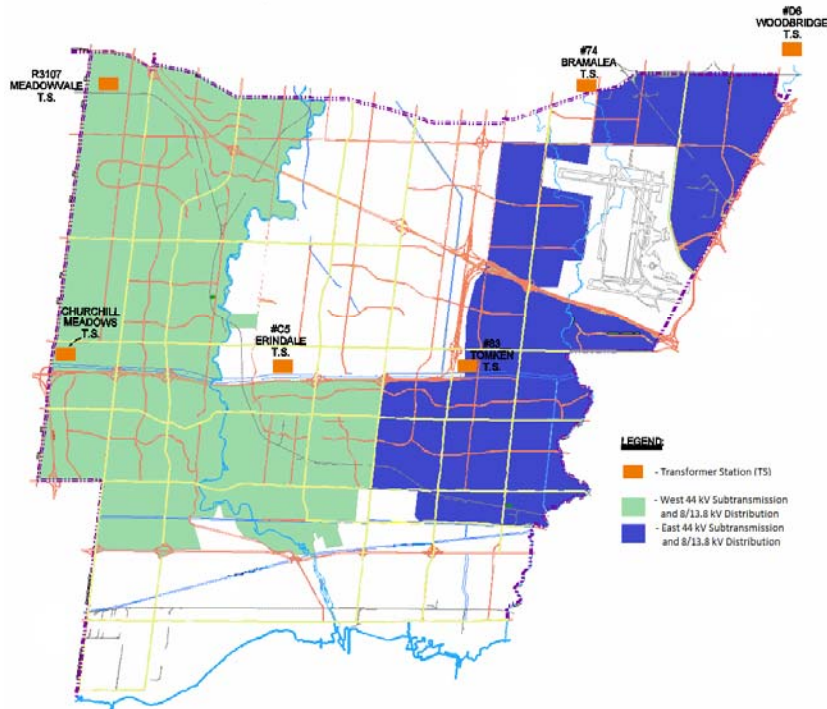 #D6
WOODBRIDGE
T.S.
#74
BRAMALEA
T.S.
R3107
MEADOWVALE
T.S.
CHURCHILL
MEADOWS
T.S.
#C5
ERINDALE
T.S.
#83
TOMKEN
T.S.
LEGEND:
- Transformer Station (TS)
- West 44 kV Subtransmission
and 8/13.8 kV Distribution
- East 44 kV Subtransmission
and 8/13.8 kV Distribution